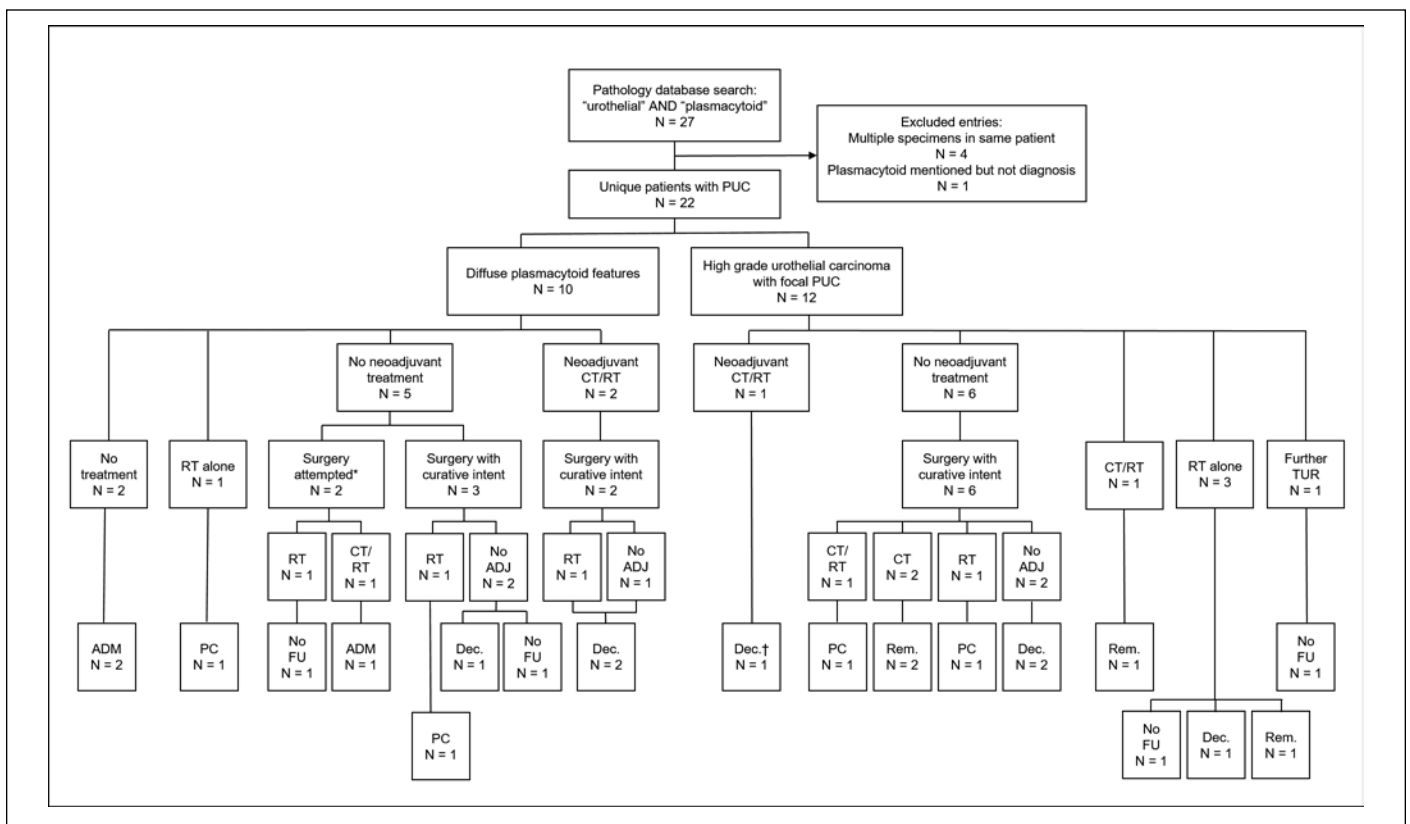 Pathology database search:
“urothelial” AND “plasmacytoid”
N = 27
Excluded entries:
Multiple specimens in same patient
N = 4
Plasmacytoid mentioned but not diagnosis
N = 1
Unique patients with PUC
N = 22
Diffuse plasmacytoid features
N = 10
High grade urothelial carcinoma
with focal PUC
N = 12
No neoadjuvant
treatment
N = 5
Neoadjuvant
CT/RT
N = 2
Neoadjuvant
CT/RT
N = 1
No neoadjuvant
treatment
N = 6
No
treatment
N = 2
RT alone
N = 1
Surgery
attempted*
N = 2
Surgery with
curative intent
N = 3
Surgery with
curative intent
N = 2
Surgery with
curative intent
N = 6
CT/RT
N = 1
RT alone
N = 3
Further
TUR
N = 1
RT
N = 1
CT/
RT
N = 1
RT
N = 1
No
ADJ
N = 2
RT
N = 1
No
ADJ
N = 1
CT/
RT
N = 1
CT
N = 2
RT
N = 1
No
ADJ
N = 2
ADM
N = 2
PC
N = 1
No
FU
N = 1
ADM
N = 1
Dec.
N = 1
No
FU
N = 1
Dec.
N = 2
Dec.†
N = 1
PC
N = 1
Rem.
N = 2
PC
N = 1
Dec.
N = 2
Rem.
N = 1
No
FU
N = 1
PC
N = 1
No
FU
N = 1
Dec.
N = 1
Rem.
N = 1